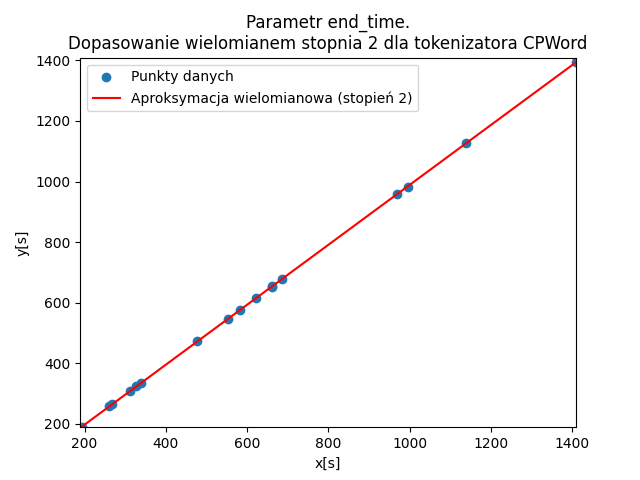 Parametr end_time.
Dopasowanie wielomianem stopnia 2 dla tokenizatora CPWord
Punkty danych
Aproksymacja wielomianowa (stopień 2)
1400
1200
1000
800
600
400
200
y[s]
200 400 600 800 1000 1200 1400
x[s]